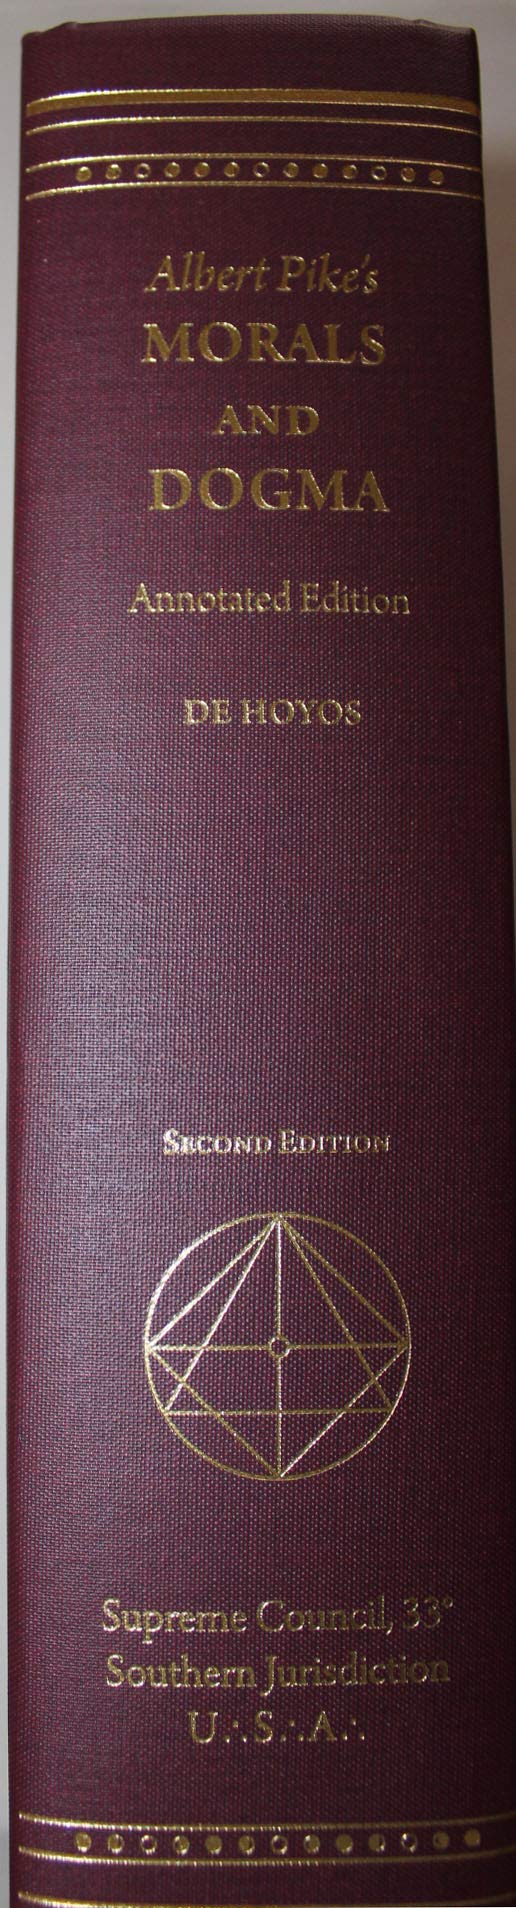 Albert Pike's
MORALS
AND
DOGMA
Annotated Edition
DE HOYOS
SECOND EDITION
Supreme Council, 33°
Southern Jurisdiction
U∴S∴A∴